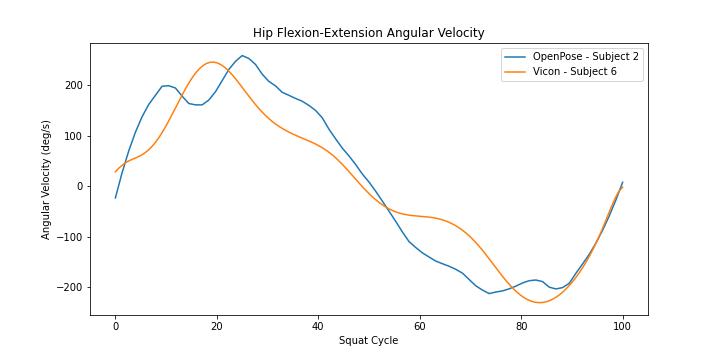 Hip Flexion-Extension Angular Velocity
OpenPose - Subject 2
Vicon - Subject 6
Angular Velocity (deg/s)
200
100
0
−100
−200
0 20 40 60 80 100
Squat Cycle